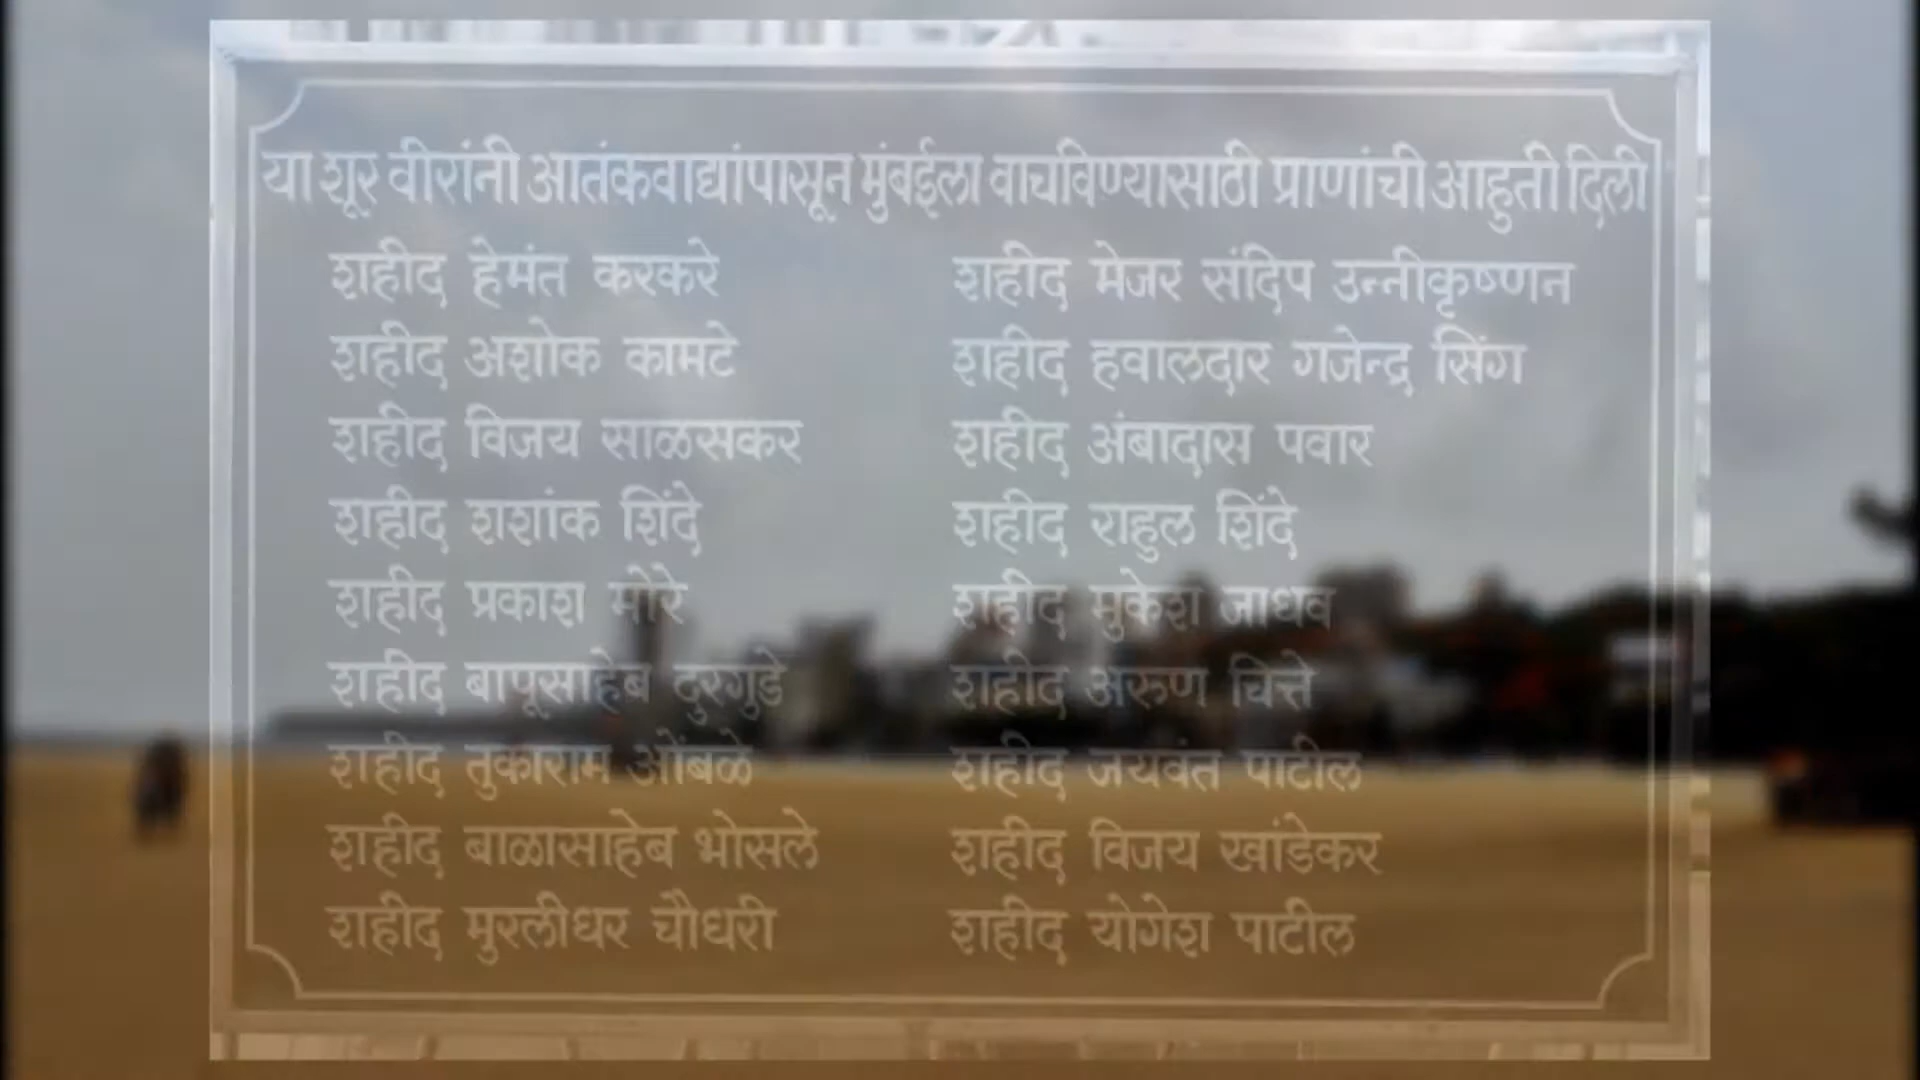 या शूर वीरांनी आतंकवाद्यांपासून मुंबईला वाचविण्यासाठी प्राणांची आहुती दिली
शहीद हेमंत करकरे
शहीद अशोक कामटे
शहीद विजय साळसकर
शहीद शशांक शिंदे
शहीद प्रकाश मोरे
शहीद बापूसाहेब दुरगुडे
शहीद तुकाराम ओंबळे
शहीद बाळासाहेब भोसले
शहीद मुरलीधर चौधरी
शहीद मेजर संदिप उन्नीकृष्णन
शहीद हवालदार गजेन्द्र सिंग
शहीद अंबादास पवार
शहीद राहुल शिंदे
शहीद मुकेश जाधव
शहीद अरुण चित्ते
शहीद जयवंत पाटील
शहीद विजय खांडेकर
शहीद योगेश पाटील